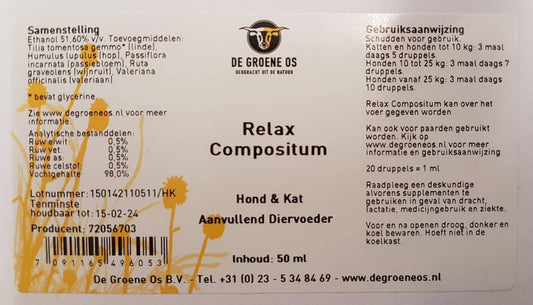 Samenstelling
Ethanol 51,60% v/v. Toevoegmiddelen:
Tilia tomentosa gemmo* (linde),
Humulus lupulus (hop), Passiflora
incarnata (passiebloem), Ruta
graveolens (wijnruit), Valeriana
officinalis (valeriaan).
* bevat glycerine.
Zie www.degroeneos.nl voor meer
informatie.
Analytische bestanddelen:
Ruw eiwit: 0,5%
Ruw vet: 0,5%
Ruwe as: 0,5%
Ruwe celstof: 0,5%
Vochtgehalte 98,0%
Lotnummer: 150142110511/HK
Tenminste
houdbaar tot: 15-02-24
Producent: 72056703
7 091165 496053
DE GROENE OS
OERKRACHT UIT DE NATUUR
Relax
Compositum
Hond & Kat
Aanvullend Diervoeder
Inhoud: 50 ml
De Groene Os B.V. - Tel. +31 (0) 23 - 5 34 84 69 - www.degroeneos.nl
Gebruiksaanwijzing
Schudden voor gebruik.
Katten en honden tot 10 kg: 3 maal
daags 5 druppels.
Honden 10 tot 25 kg: 3 maal daags 7
druppels.
Honden vanaf 25 kg: 3 maal daags
10 druppels.
Relax Compositum kan over het
voer gegeven worden
Kan ook voor paarden gebruikt
worden. Kijk op
www.degroeneos.nl voor meer
informatie en gebruiksaanwijzing.
20 druppels = 1 ml
Raadpleeg een deskundige
alvorens supplementen te
gebruiken in geval van dracht,
lactatie, medicijngebruik en ziekte.
Voor en na openen droog, donker en
koel bewaren. Hoeft niet in de
koelkast.